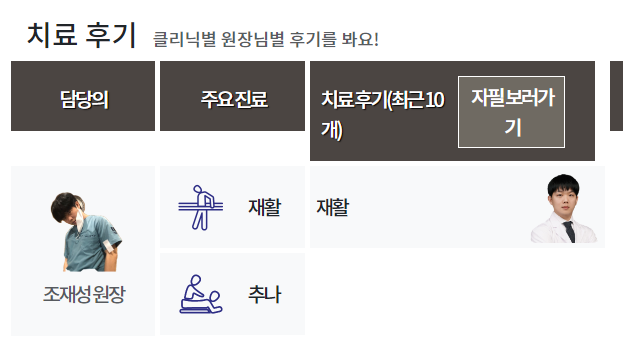 치료 후기 클리닉별 원장님별 후기를 봐요!
담당의
주요 진료
치료 후기(최근 10
개)
자필 보러가
기
조재성 원장
재활
추나
재활